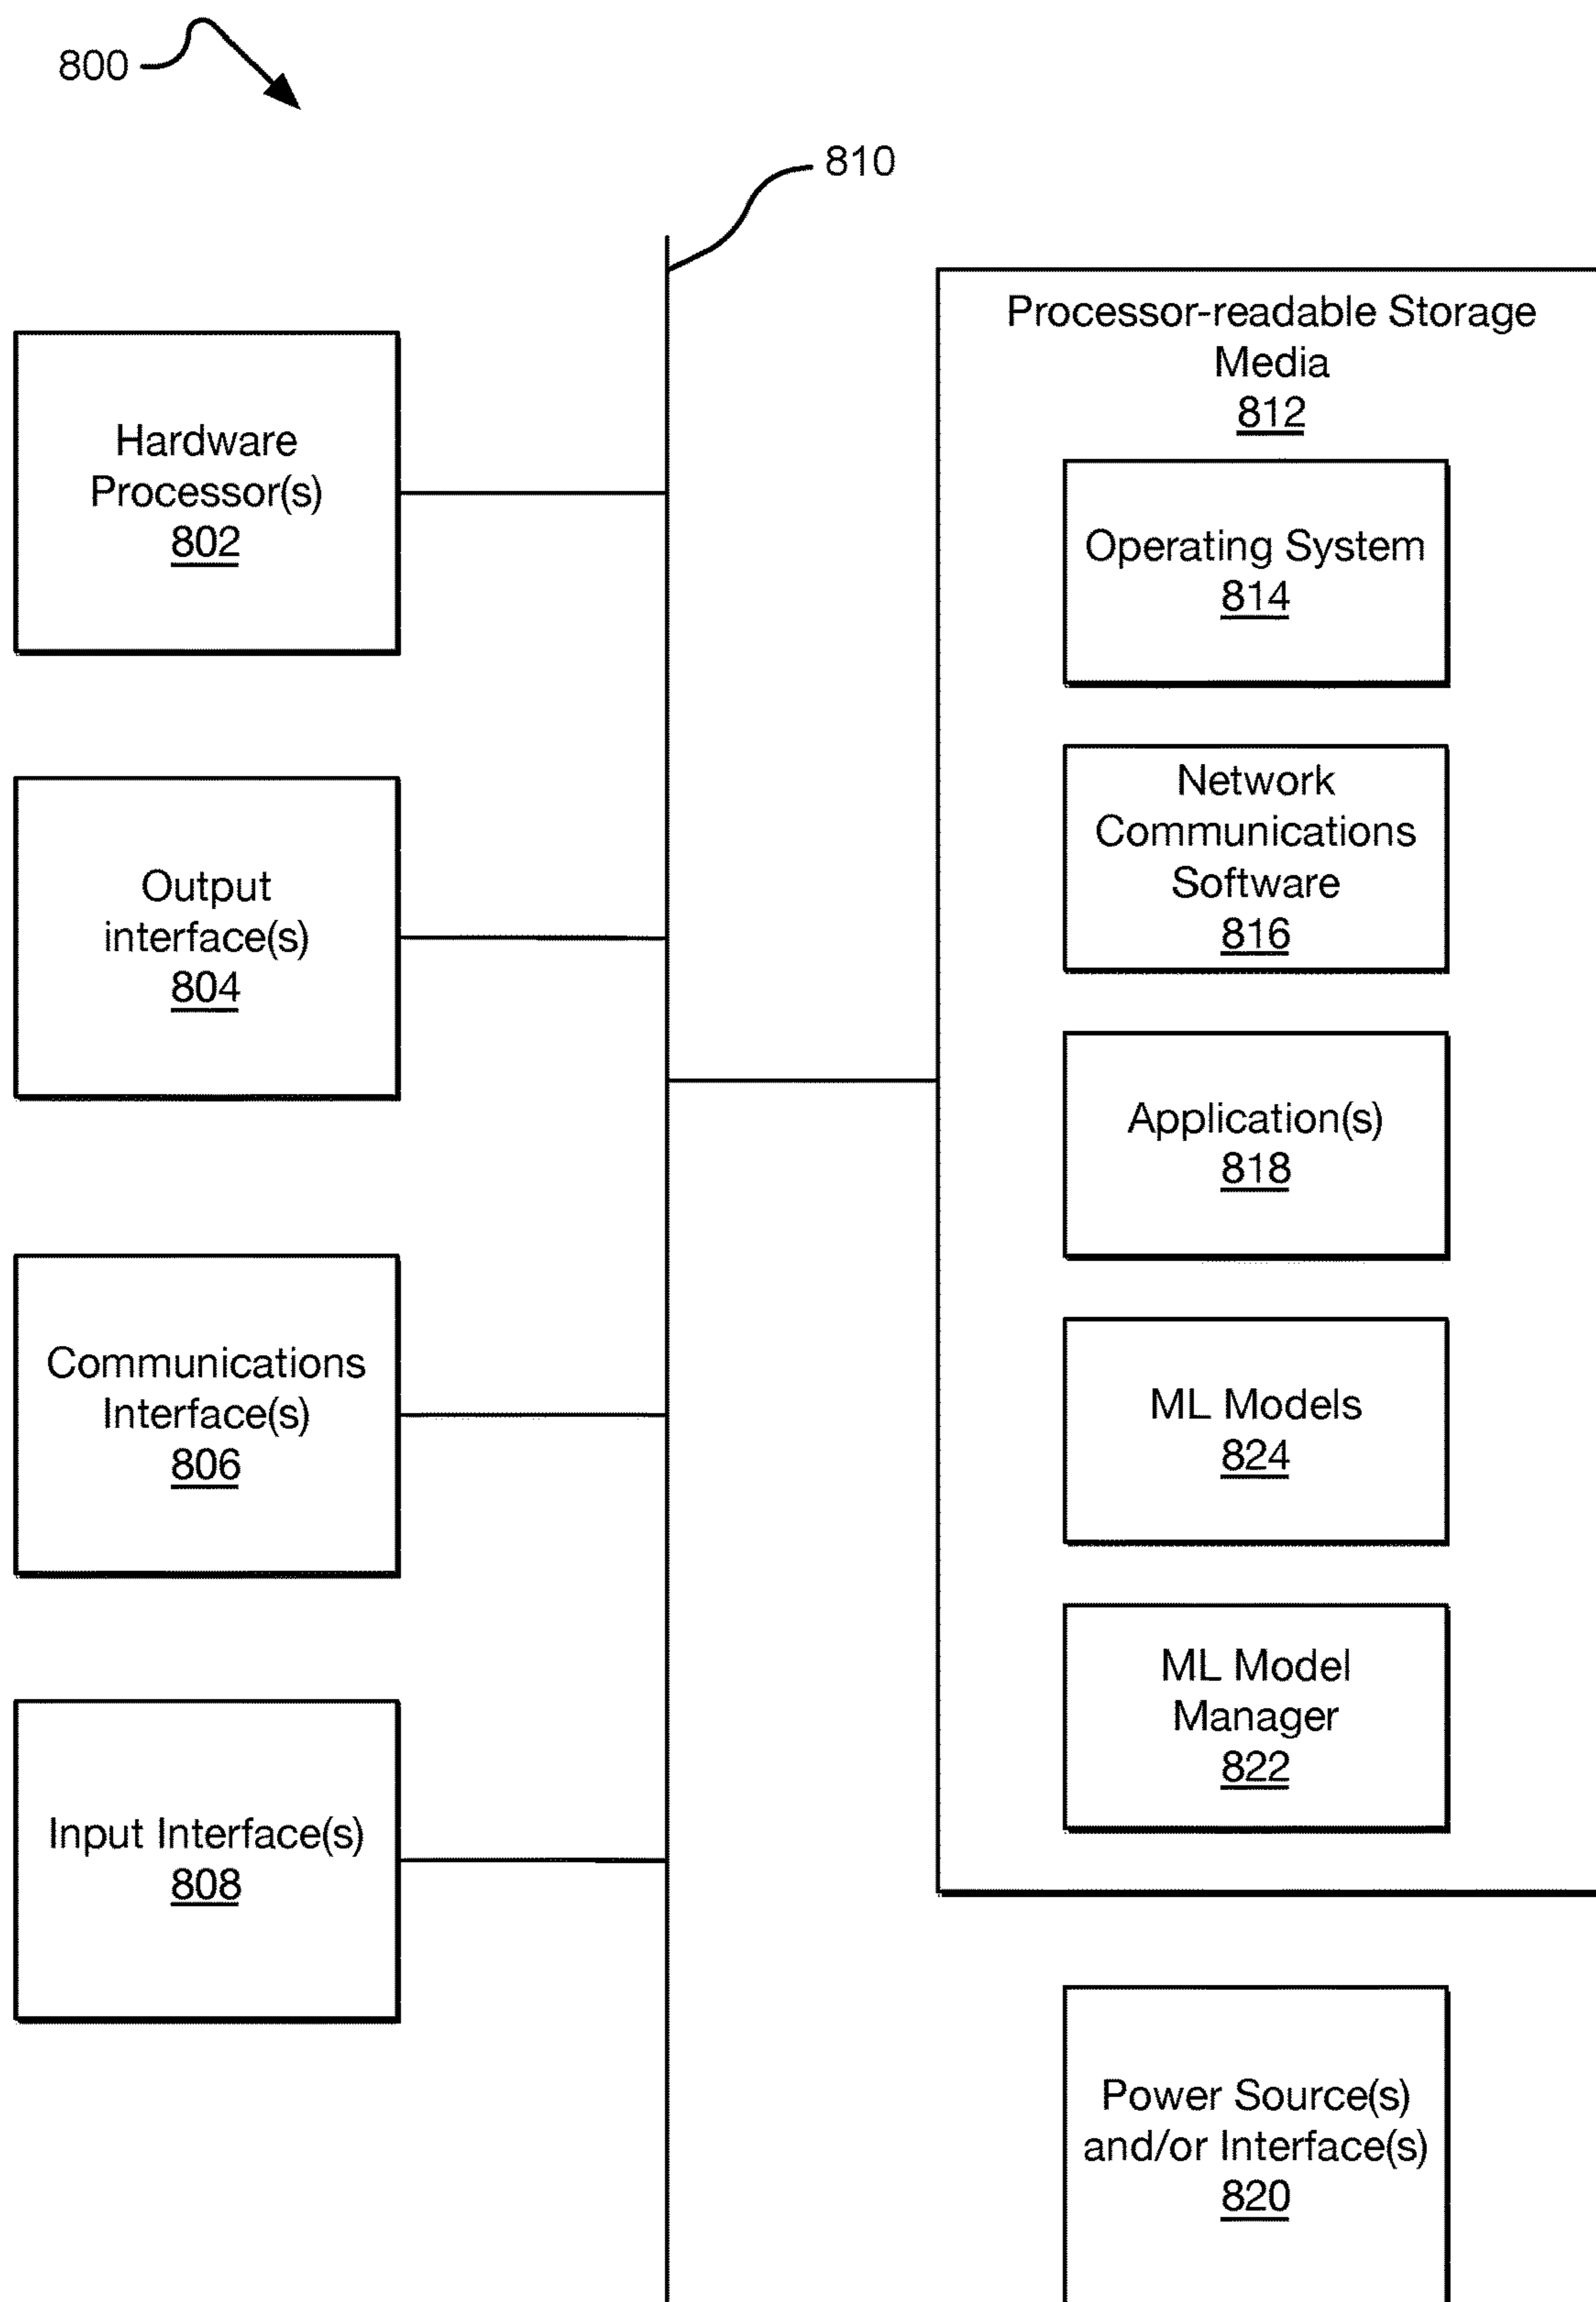 800
810
Hardware
Processor(s)
802
Output
interface(s)
804
Communications
Interface(s)
806
Input Interface(s)
808
Processor-readable Storage
Media
812
Operating System
814
Network
Communications
Software
816
Application(s)
818
ML Models
824
ML Model
Manager
822
Power Source(s)
and/or Interface(s)
820